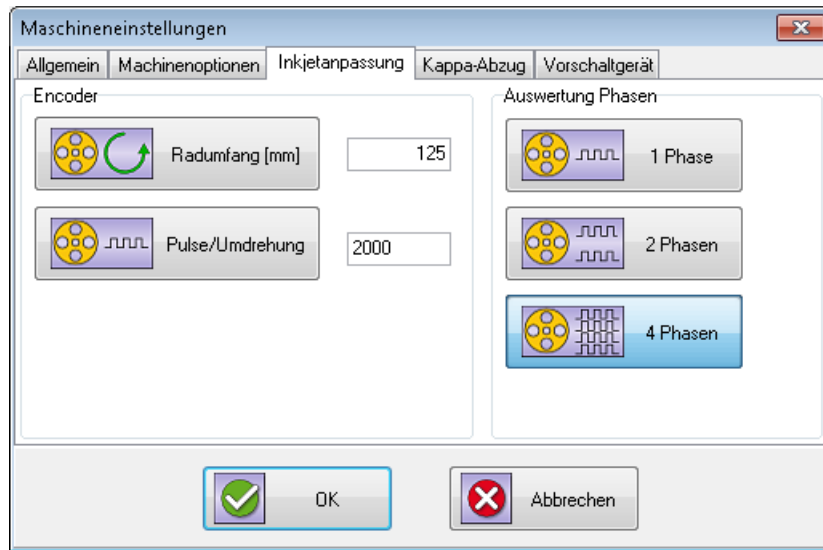 Maschineneinstellungen
Allgemein Machinenoptionen Inkjetanpassung Kappa-Abzug Vorschaltgerät
Encoder
Radumfang [mm] 125
Pulse/Umdrehung 2000
Auswertung Phasen
1 Phase
2 Phasen
4 Phasen
OK Abbrechen